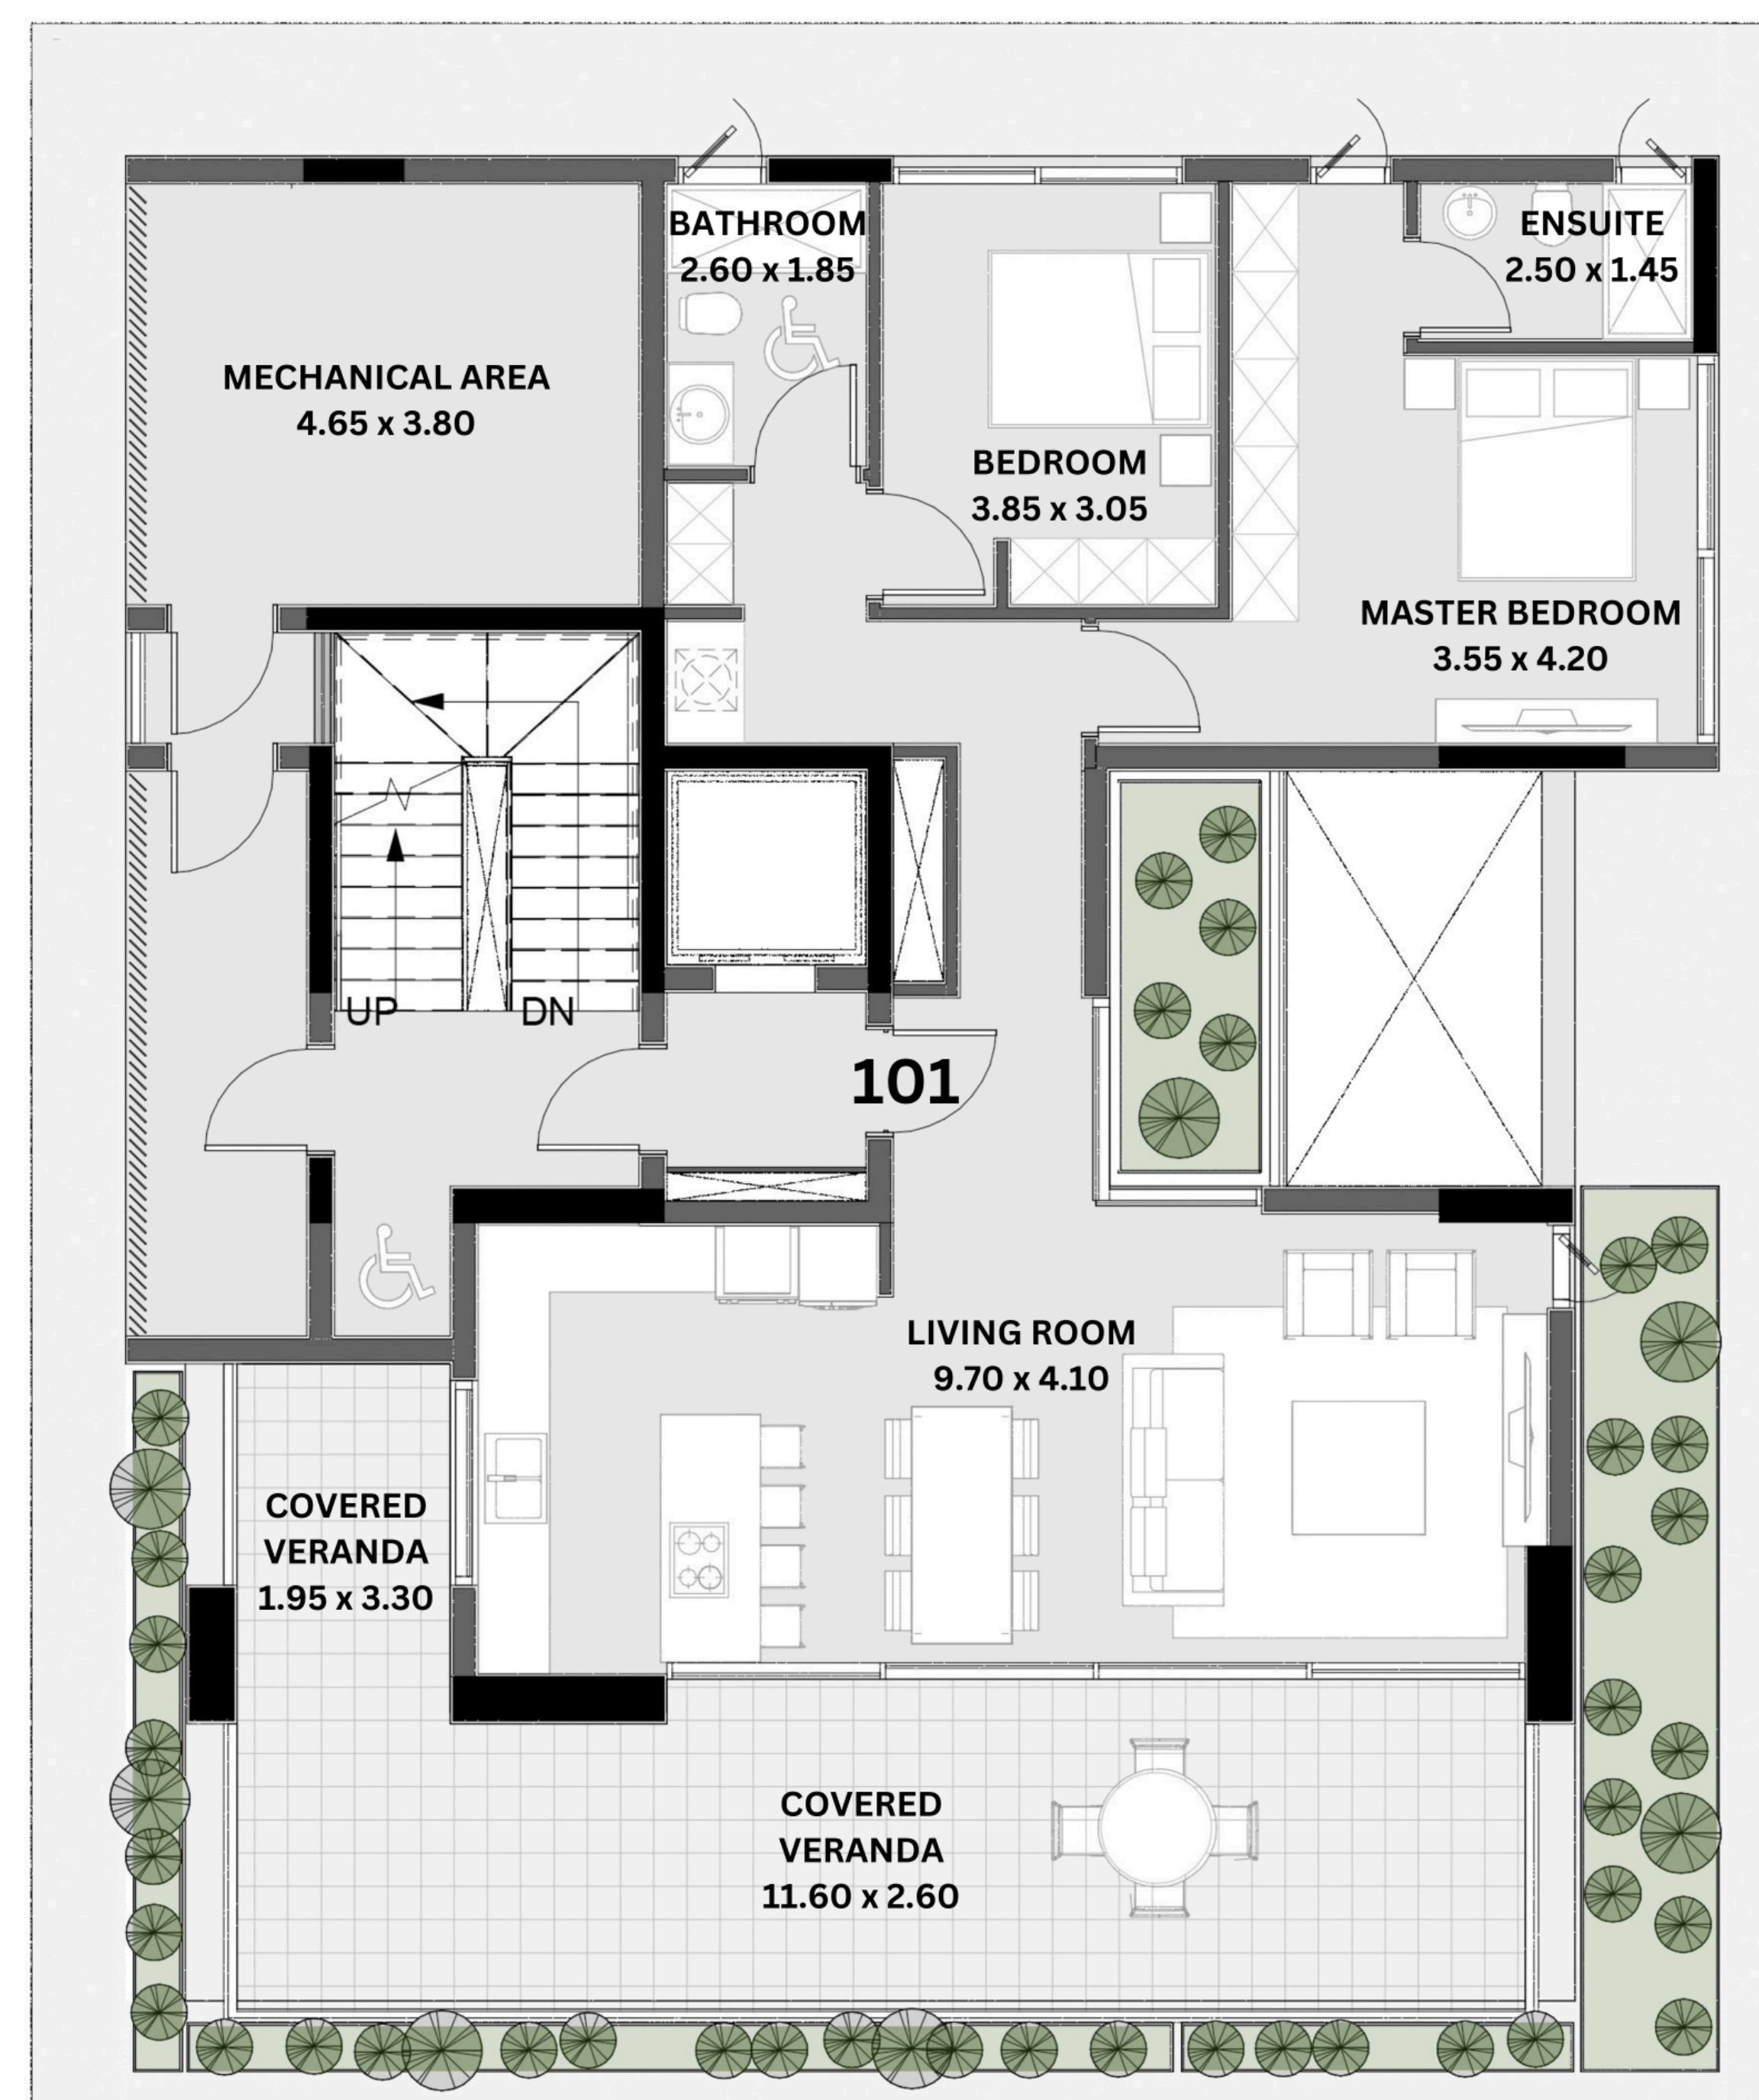 BATHROOM
2.60 x 1.85
ENSUITE
2.50 x 1.45
MECHANICAL AREA
4.65 x 3.80
BEDROOM
3.85 x 3.05
MASTER BEDROOM
3.55 x 4.20
UP
DN
101
LIVING ROOM
9.70 x 4.10
COVERED
VERANDA
1.95 x 3.30
COVERED
VERANDA
11.60 x 2.60